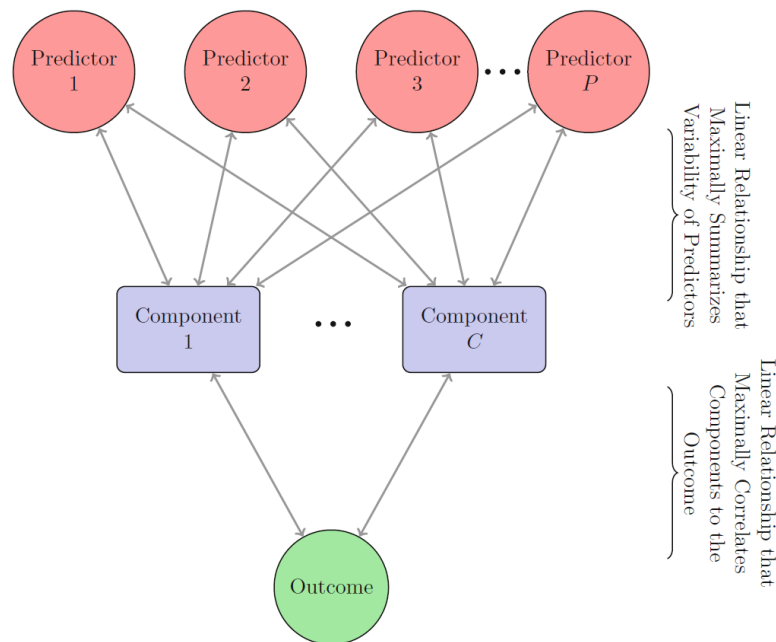 Predictor
1
Predictor
2
Predictor
3
Predictor
P
Linear Relationship that
Maximally Summarizes
Variability of Predictors
Component
1
Component
C
Linear Relationship that
Maximally Correlates
Components to the
Outcome
Outcome